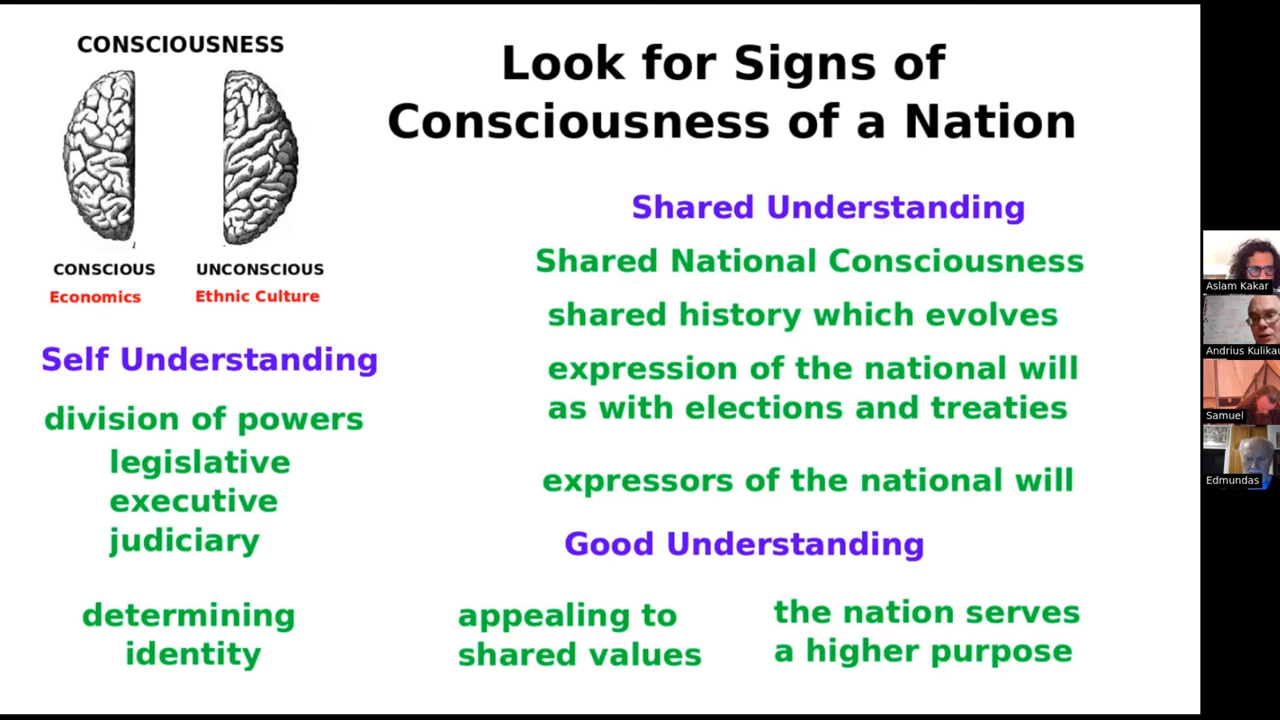 CONSCIOUSNESS
Look for Signs of
Consciousness of a Nation
CONSCIOUS
UNCONSCIOUS
Economics
Ethnic Culture
Self Understanding
division of powers
legislative
executive
judiciary
determining
identity
Shared Understanding
Shared National Consciousness
shared history which evolves
expression of the national will
as with elections and treaties
expressors of the national will
Good Understanding
appealing to
shared values
the nation serves
a higher purpose
Aslam Kakar
Andrius Kulikau
Samuel
Edmundas